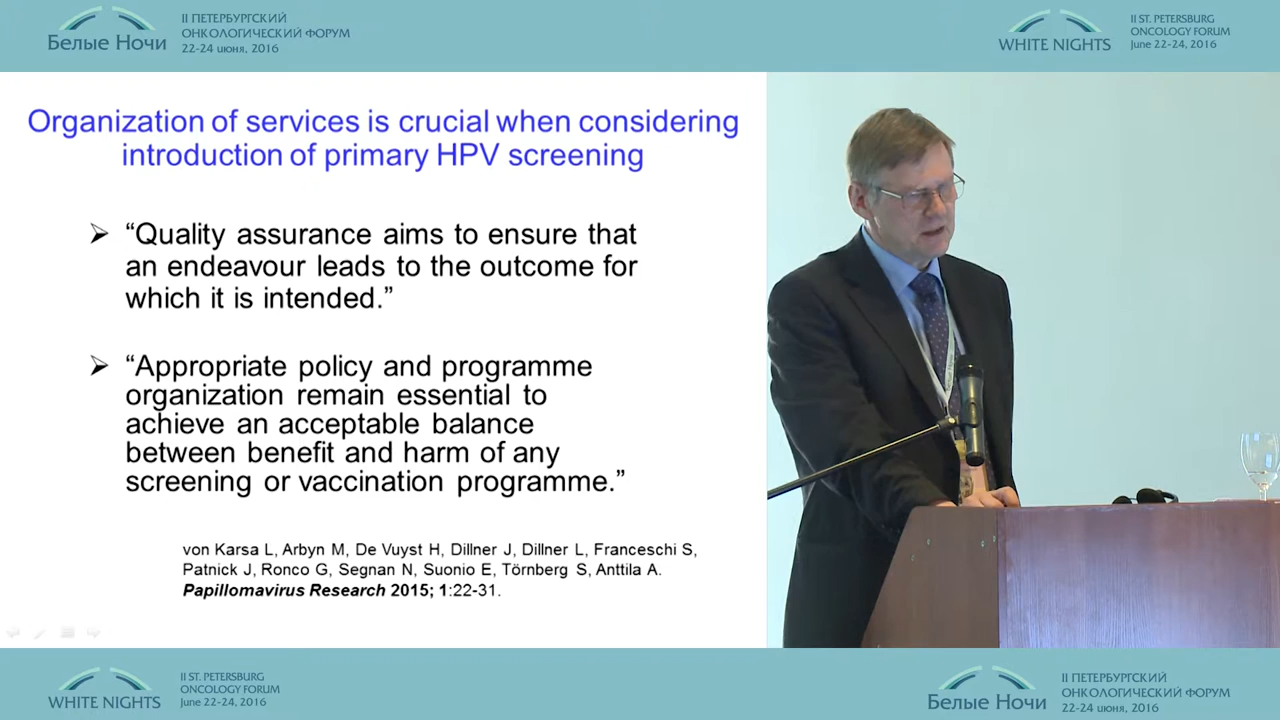 Белые Ночи
II ПЕТЕРБУРГСКИЙ
ОНКОЛОГИЧЕСКИЙ ФОРУМ
22-24 июня, 2016
WHITE NIGHTS
II ST. PETERSBURG
ONCOLOGY FORUM
June 22-24, 2016
Organization of services is crucial when considering
introduction of primary HPV screening
➢ “Quality assurance aims to ensure that
an endeavour leads to the outcome for
which it is intended.”
➢ “Appropriate policy and programme
organization remain essential to
achieve an acceptable balance
between benefit and harm of any
screening or vaccination programme.”
von Karsa L, Arbyn M, De Vuyst H, Dillner J, Dillner L, Franceschi S,
Patnick J, Ronco G, Segnan N, Suonio E, Törnberg S, Anttila A.
Papillomavirus Research 2015; 1:22-31.
WHITE NIGHTS
II ST. PETERSBURG
ONCOLOGY FORUM
June 22-24, 2016
Белые Ночи
II ПЕТЕРБУРГСКИЙ
ОНКОЛОГИЧЕСКИЙ ФОРУМ
22-24 июня, 2016